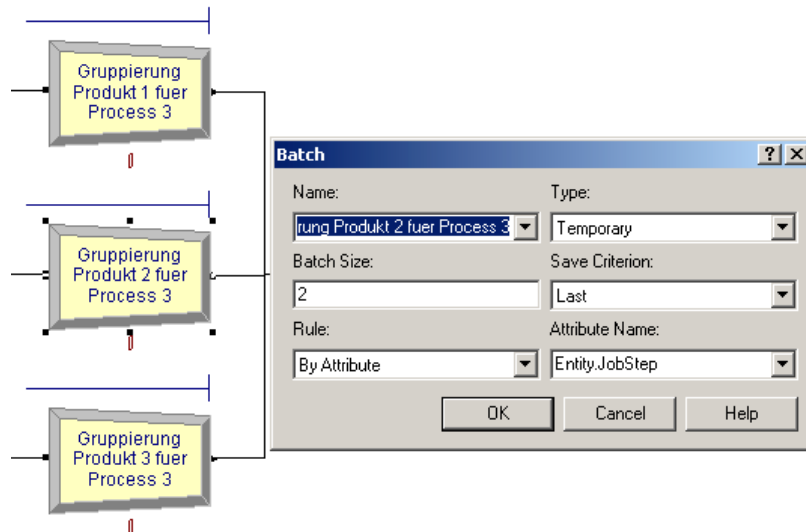 Gruppierung
Produkt 1 fuer
Process 3
Gruppierung
Produkt 2 fuer
Process 3
Gruppierung
Produkt 3 fuer
Process 3
Batch
Name:
Type:
rung Produkt 2 fuer Process 3
Temporary
Batch Size:
Save Criterion:
2
Last
Rule:
Attribute Name:
By Attribute
Entity.JobStep
OK
Cancel
Help